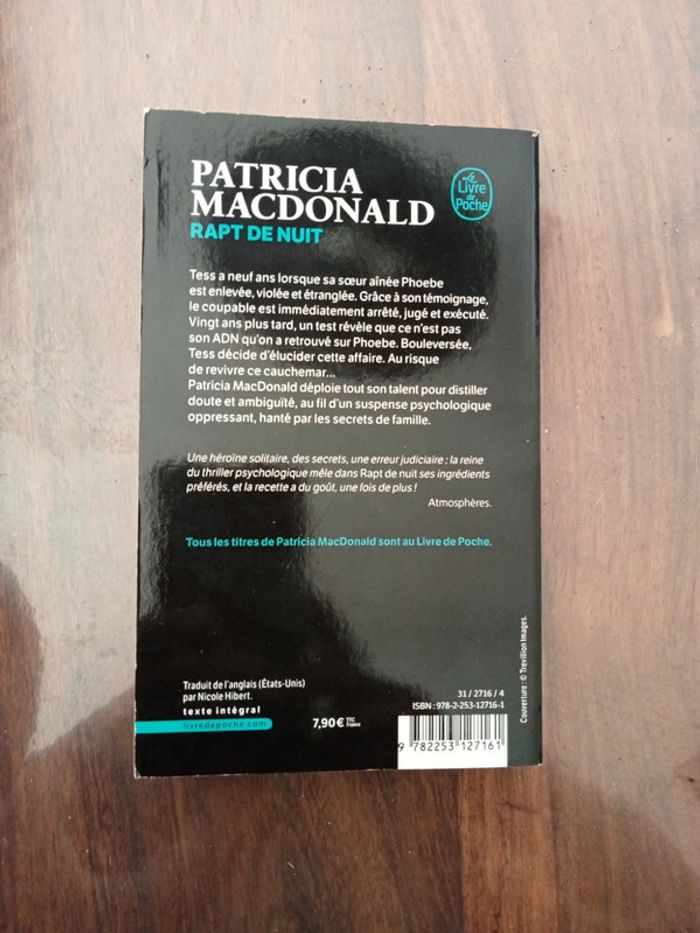 PATRICIA
MACDONALD
RAPT DE NUIT
LE
Livre
de
Poche
Tess a neuf ans lorsque sa sœur aînée Phoebe
est enlevée, violée et étranglée. Grâce à son témoignage,
le coupable est immédiatement arrêté, jugé et exécuté.
Vingt ans plus tard, un test révèle que ce n'est pas
son ADN qu'on a retrouvé sur Phoebe. Bouleversée,
Tess décide d'élucider cette affaire. Au risque
de revivre ce cauchemar...
Patricia MacDonald déploie tout son talent pour distiller
doute et ambiguïté, au fil d'un suspense psychologique
oppressant, hanté par les secrets de famille.
Une héroïne solitaire, des secrets, une erreur judiciaire : la reine
du thriller psychologique mêle dans Rapt de nuit ses ingrédients
préférés, et la recette a du goût, une fois de plus !
Atmosphères.
Tous les titres de Patricia MacDonald sont au Livre de Poche.
Traduit de l'anglais (États-Unis)
par Nicole Hibert.
texte intégral
livredepoche.com
7,90 € TTC
France
31 / 2716 / 4
ISBN : 978-2-253-12716-1
9 782253 127161
Couverture : © Trevillion Images.